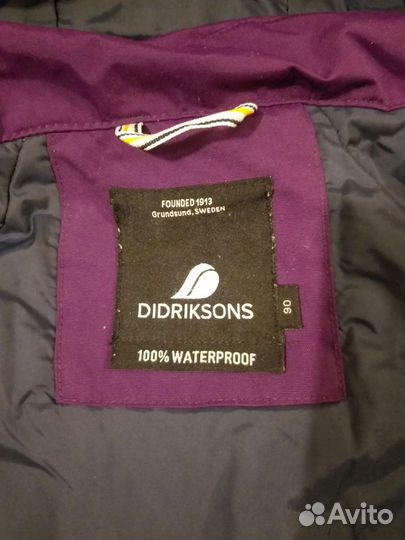 FOUNDED 1913
Grundsund, SWEDEN
DIDRIKSONS
100% WATERPROOF
90
Avito